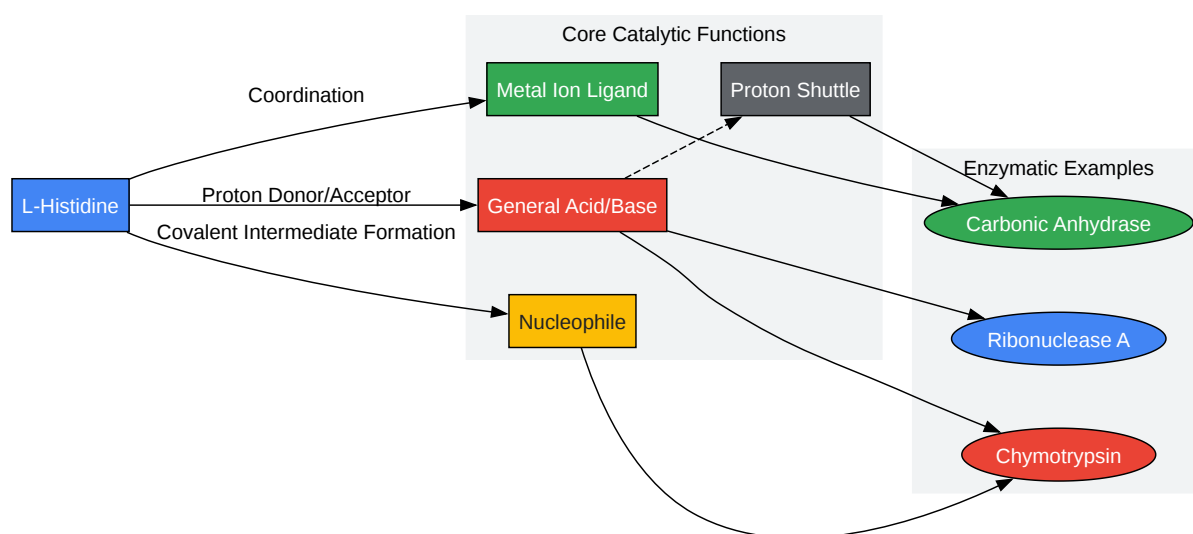 Core Catalytic Functions
Metal Ion Ligand
Proton Shuttle
Coordination
Enzymatic Examples
L-Histidine
Proton Donor/Acceptor
General Acid/Base
Carbonic Anhydrase
Covalent Intermediate Formation
Nucleophile
Ribonuclease A
Chymotrypsin